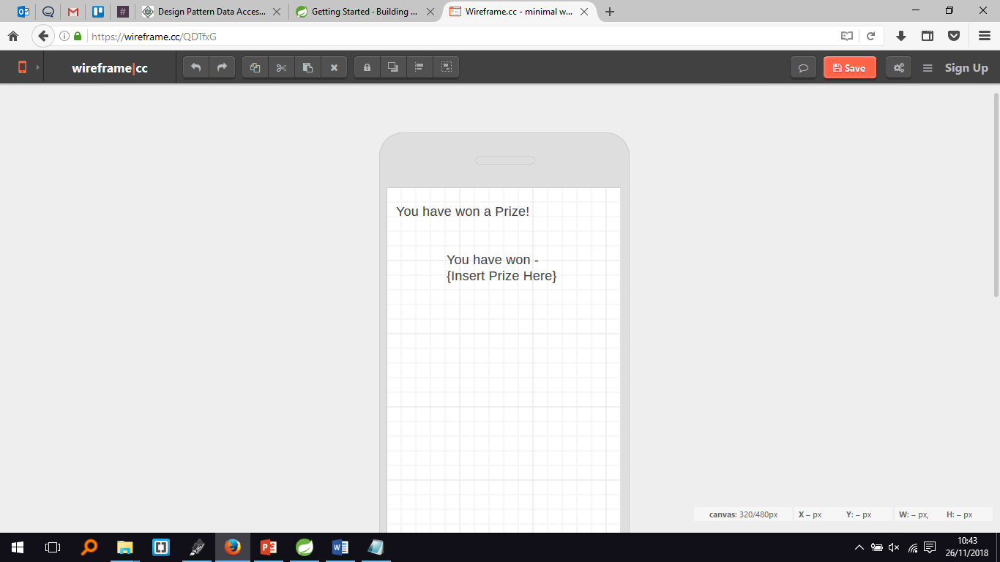 Design Pattern Data Acces...
Getting Started · Building ...
Wireframe.cc - minimal w...
https://wireframe.cc/QDTfxG
wireframe|cc
Save
Sign Up
You have won a Prize!
You have won -
{Insert Prize Here}
canvas: 320/480px X – px Y: – px W: – px, H: – px
10:43
26/11/2018